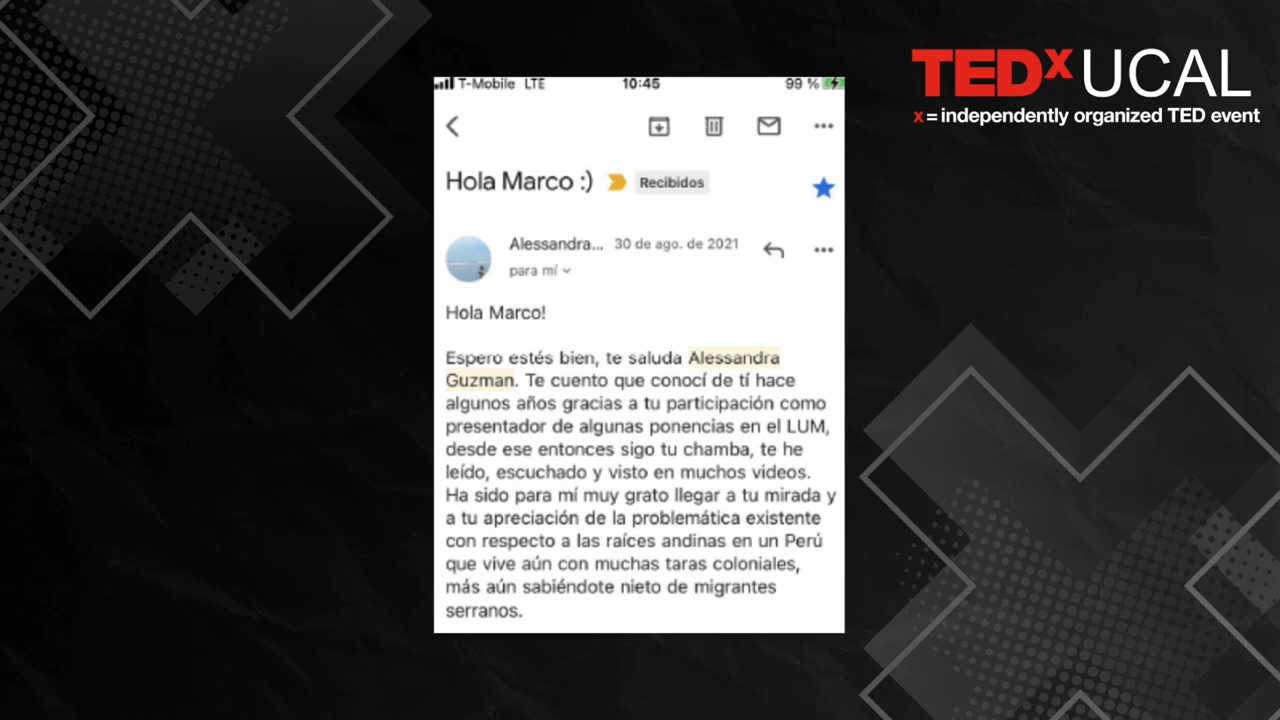 TEDxUCAL
x = independently organized TED event
T-Mobile LTE 10:45 99 %
Hola Marco :) Recibidos
Alessandra... 30 de ago. de 2021
para mí
Hola Marco!
Espero estés bien, te saluda Alessandra
Guzman. Te cuento que conocí de tí hace
algunos años gracias a tu participación como
presentador de algunas ponencias en el LUM,
desde ese entonces sigo tu chamba, te he
leído, escuchado y visto en muchos videos.
Ha sido para mí muy grato llegar a tu mirada y
a tu apreciación de la problemática existente
con respecto a las raíces andinas en un Perú
que vive aún con muchas taras coloniales,
más aún sabiéndote nieto de migrantes
serranos.